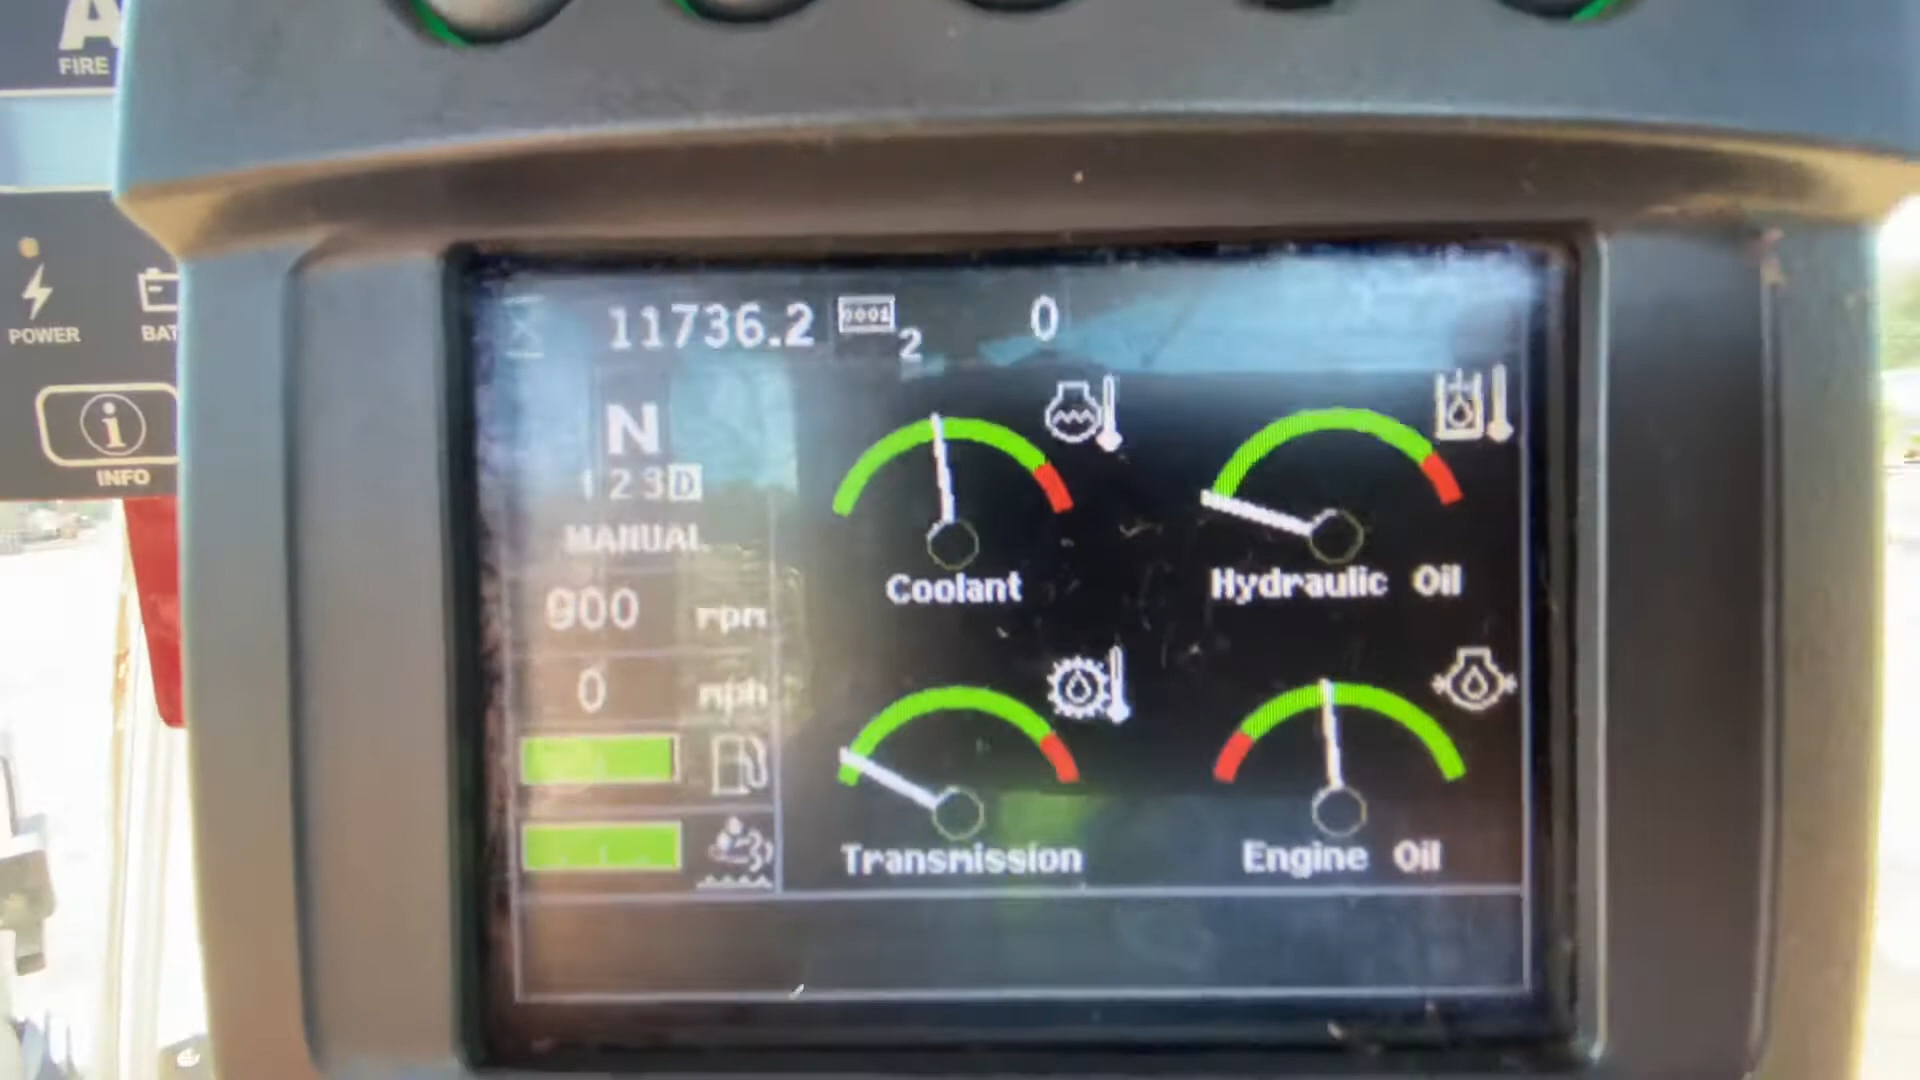 A
FIRE
POWER
BAT
INFO
11736.2 0001 2 0
N
1 2 3 D
MANUAL
900 rpm
0 mph
Coolant
Hydraulic Oil
Transmission
Engine Oil